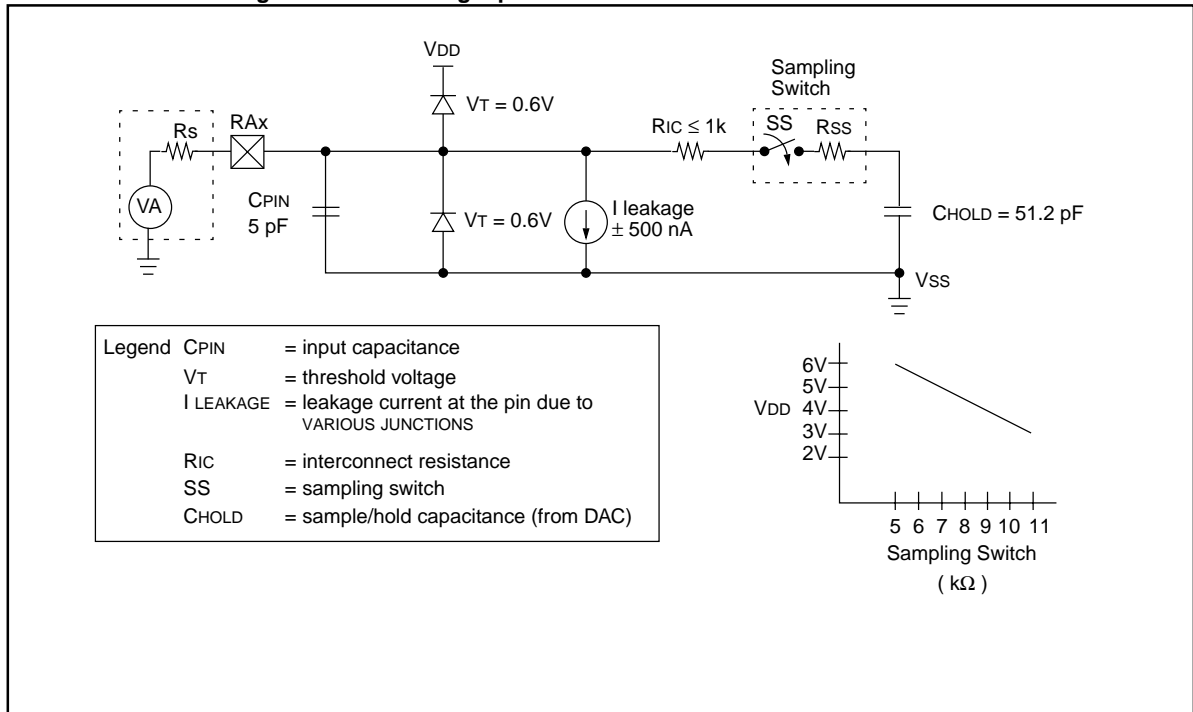 VDD
Sampling
Switch
VT = 0.6V
Rs
RAx
RIC ≤ 1k
SS
RSS
VA
CPIN
5 pF
VT = 0.6V
I leakage
± 500 nA
CHOLD = 51.2 pF
VSS
Legend CPIN = input capacitance
VT = threshold voltage
I LEAKAGE = leakage current at the pin due to
VARIOUS JUNCTIONS
RIC = interconnect resistance
SS = sampling switch
CHOLD = sample/hold capacitance (from DAC)
6V
5V
VDD 4V
3V
2V
5 6 7 8 9 10 11
Sampling Switch
( kΩ )